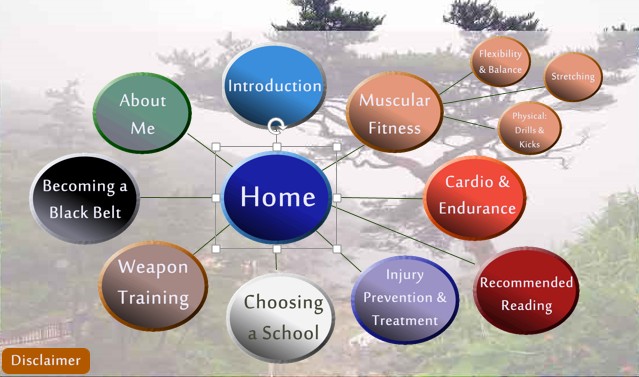 Introduction
About
Me
Muscular
Fitness
Flexibility
& Balance
Stretching
Physical:
Drills &
Kicks
Becoming a
Black Belt
Home
Cardio &
Endurance
Weapon
Training
Choosing
a School
Injury
Prevention &
Treatment
Recommended
Reading
Disclaimer